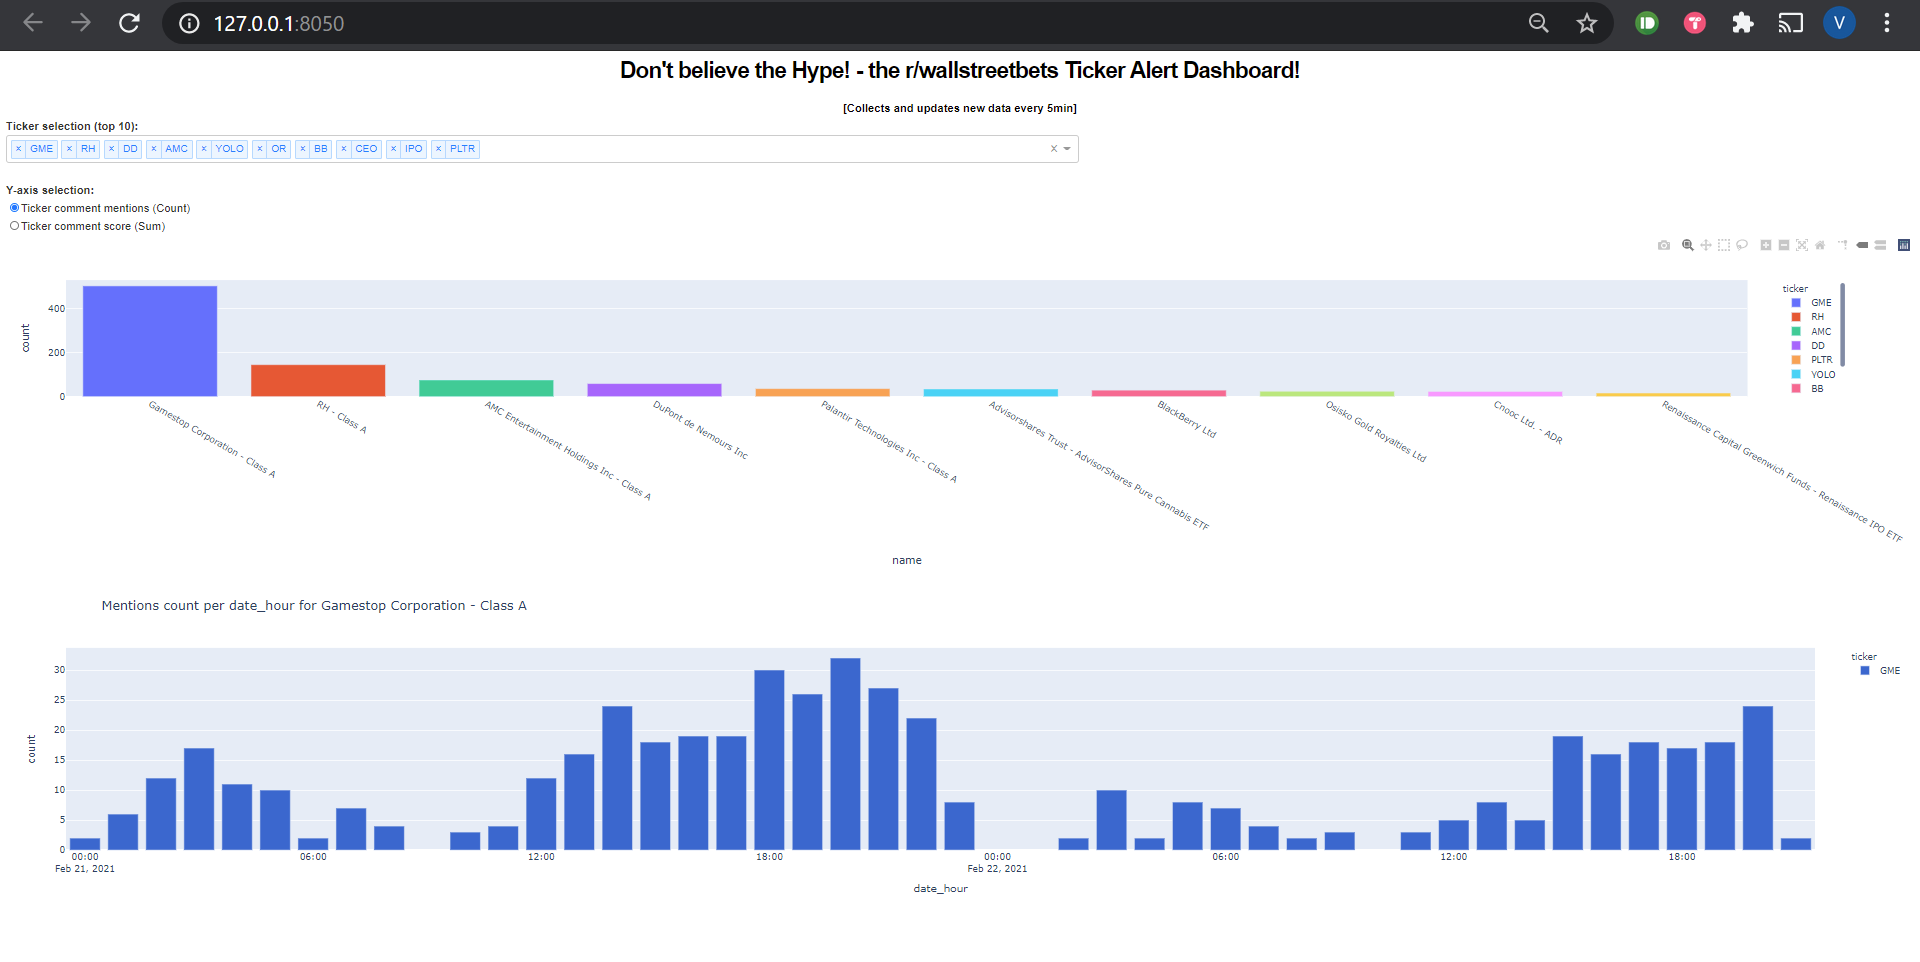 127.0.0.1:8050
V
Don't believe the Hype! - the r/wallstreetbets Ticker Alert Dashboard!
[Collects and updates new data every 5min]
Ticker selection (top 10):
× GME × RH × DD × AMC × YOLO × OR × BB × CEO × IPO × PLTR
Y-axis selection:
Ticker comment mentions (Count)
Ticker comment score (Sum)
count
400
200
0
Gamestop Corporation - Class A
RH - Class A
AMC Entertainment Holdings Inc - Class A
DuPont de Nemours Inc
Palantir Technologies Inc - Class A
Advisorshares Trust - AdvisorShares Pure Cannabis ETF
BlackBerry Ltd
Osisko Gold Royalties Ltd
Cnooc Ltd. - ADR
Renaissance Capital Greenwich Funds - Renaissance IPO ETF
name
ticker
GME
RH
AMC
DD
PLTR
YOLO
BB
Mentions count per date_hour for Gamestop Corporation - Class A
count
30
25
20
15
10
5
0
00:00 06:00 12:00 18:00 00:00 06:00 12:00 18:00
Feb 21, 2021 Feb 22, 2021
date_hour
ticker
GME